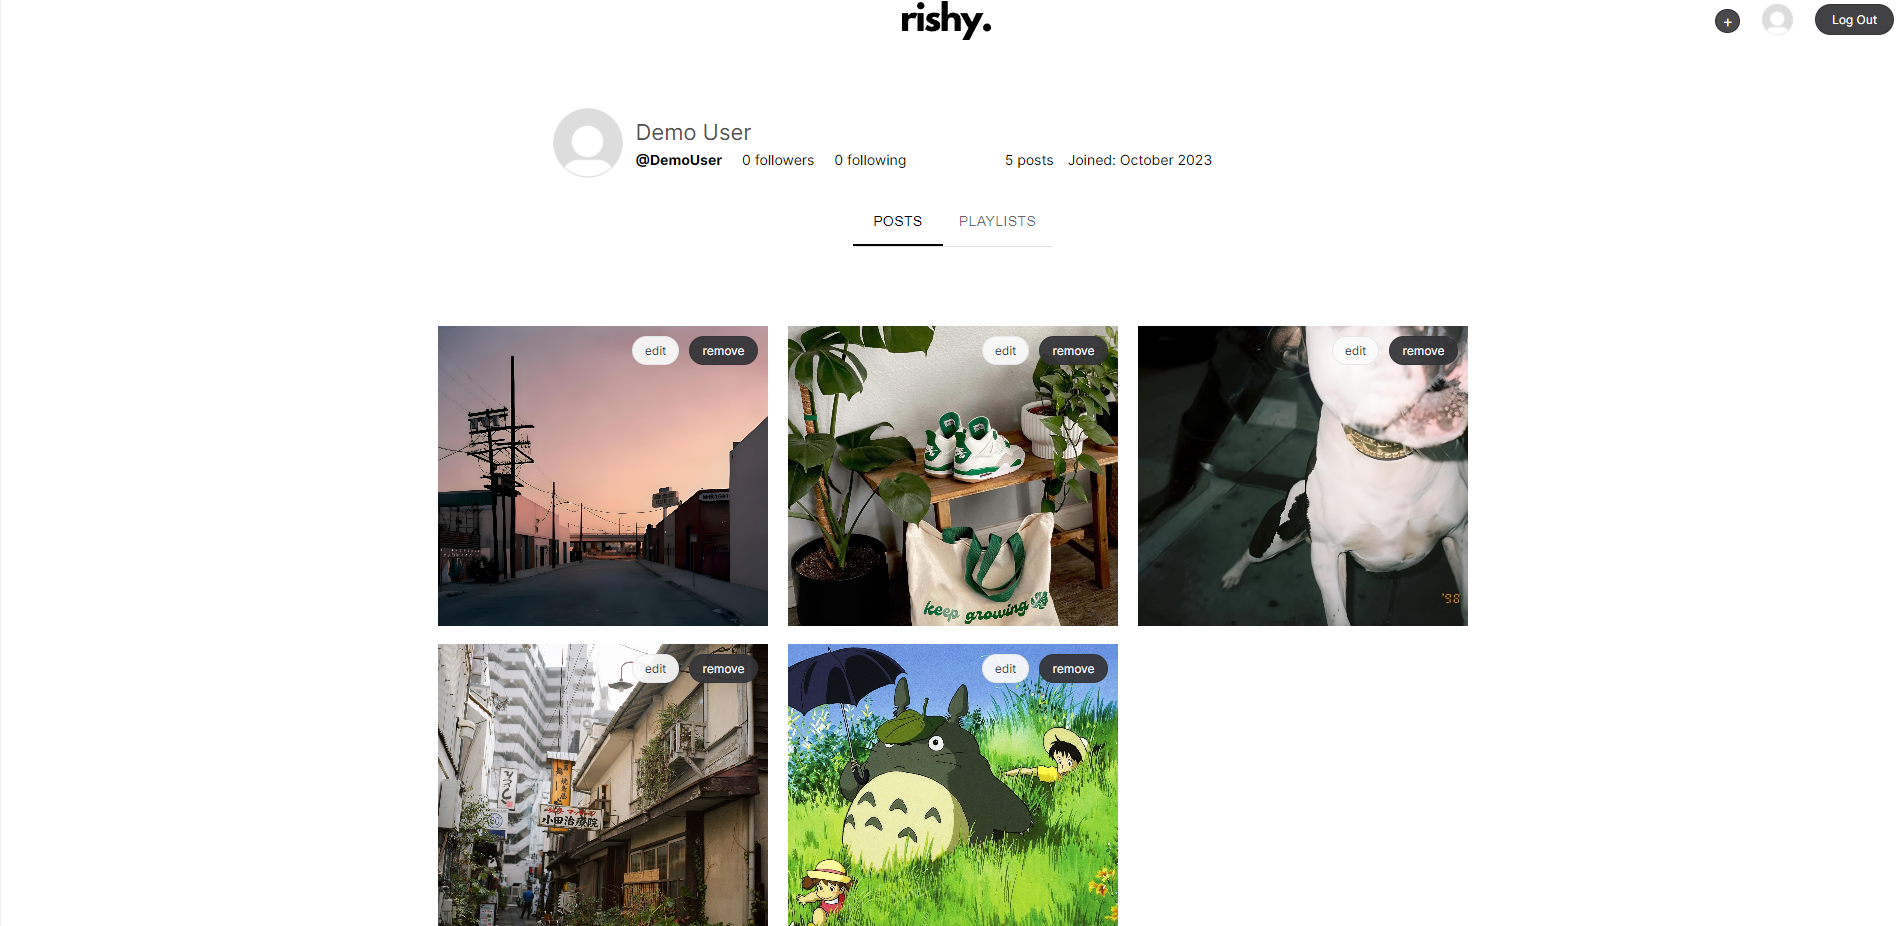 rishy.
+
Log Out
Demo User
@DemoUser 0 followers 0 following 5 posts Joined: October 2023
POSTS PLAYLISTS
edit remove
edit remove
edit remove
keep growing
'98
edit remove
edit remove
小田治療院